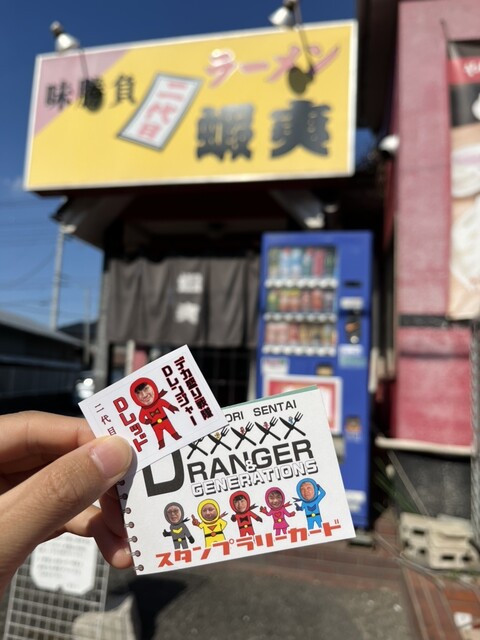 味勝負
二代目
ラーメン
蝦夷
デカ盛り戦隊
Dレンジャー
Dレッド
二代目
ORI SENTAI
DRANGER
&
GENERATIONS
スタンプラリーカード